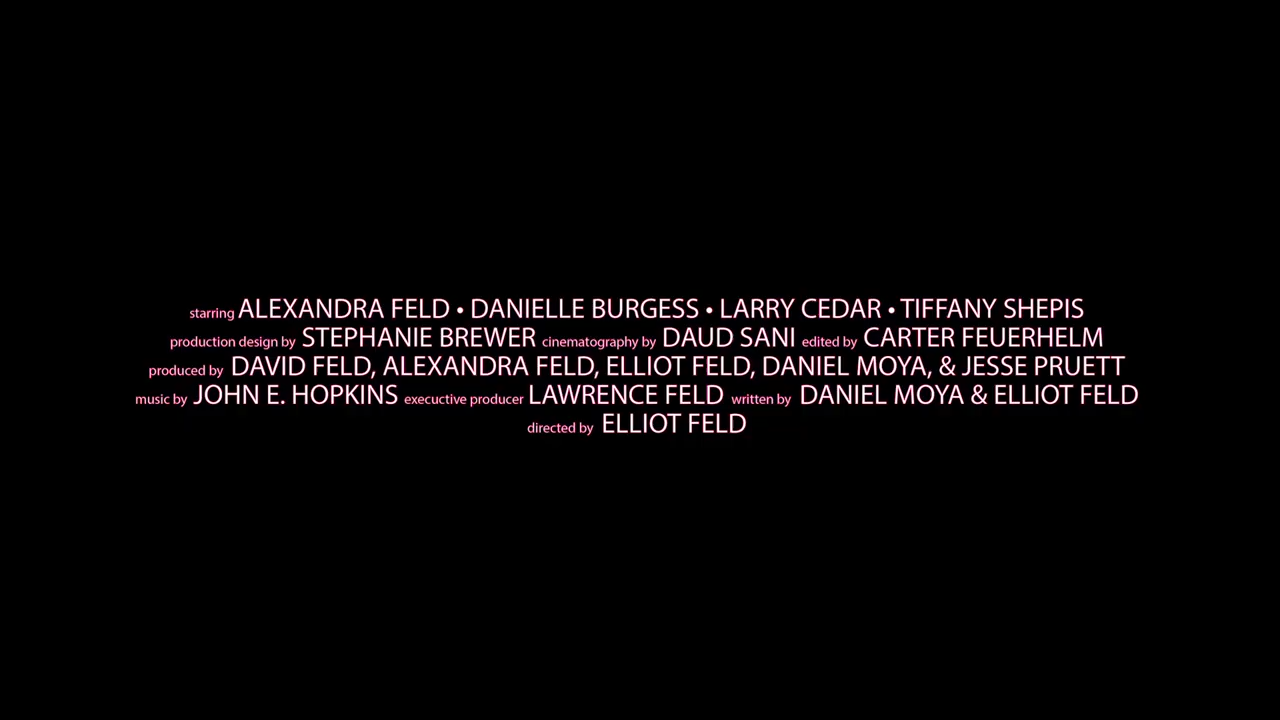 starring ALEXANDRA FELD • DANIELLE BURGESS • LARRY CEDAR • TIFFANY SHEPIS
production design by STEPHANIE BREWER cinematography by DAUD SANI edited by CARTER FEUERHELM
produced by DAVID FELD, ALEXANDRA FELD, ELLIOT FELD, DANIEL MOYA, & JESSE PRUETT
music by JOHN E. HOPKINS execuctive producer LAWRENCE FELD written by DANIEL MOYA & ELLIOT FELD
directed by ELLIOT FELD